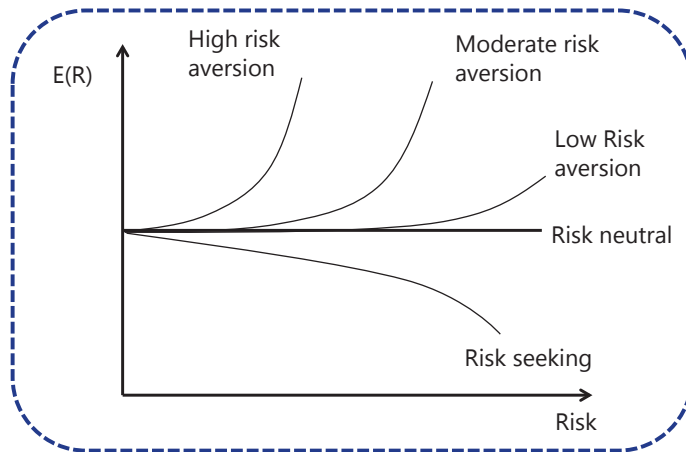 High risk
aversion
Moderate risk
aversion
E(R)
Low Risk
aversion
Risk neutral
Risk seeking
Risk